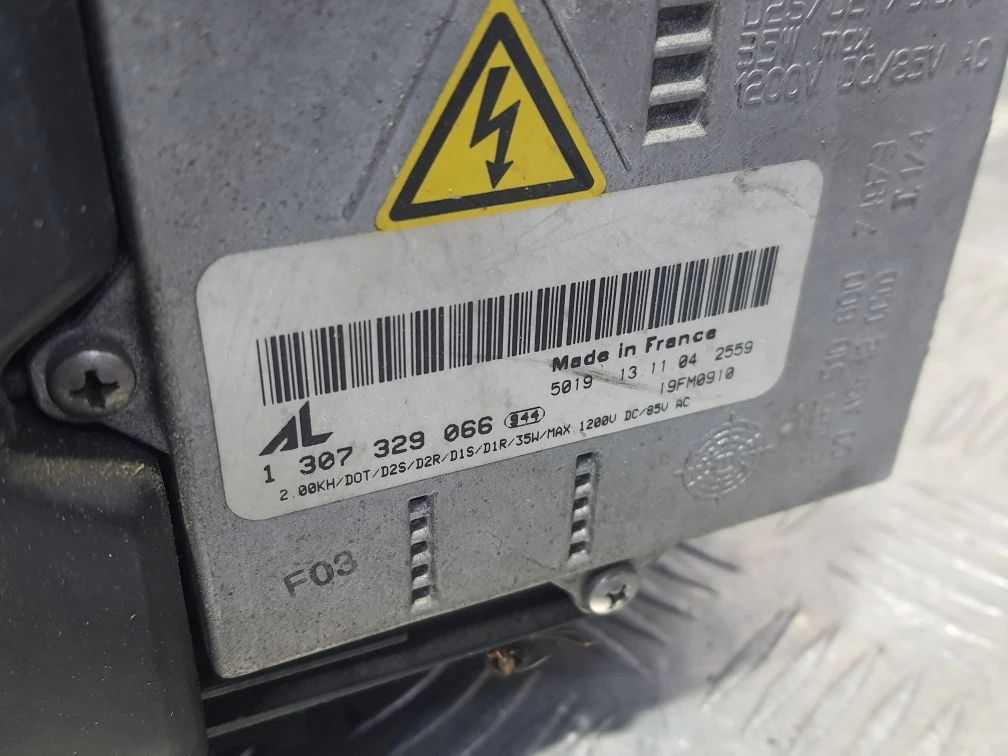 35W max
1200V DC/85V AC
Made in France
5019 13.11.04 2559
19FM0910
AL
1 307 329 066 944
2.00KH/DOT/D2S/D2R/D1S/D1R/35W/MAX.1200V DC/85V AC
F03